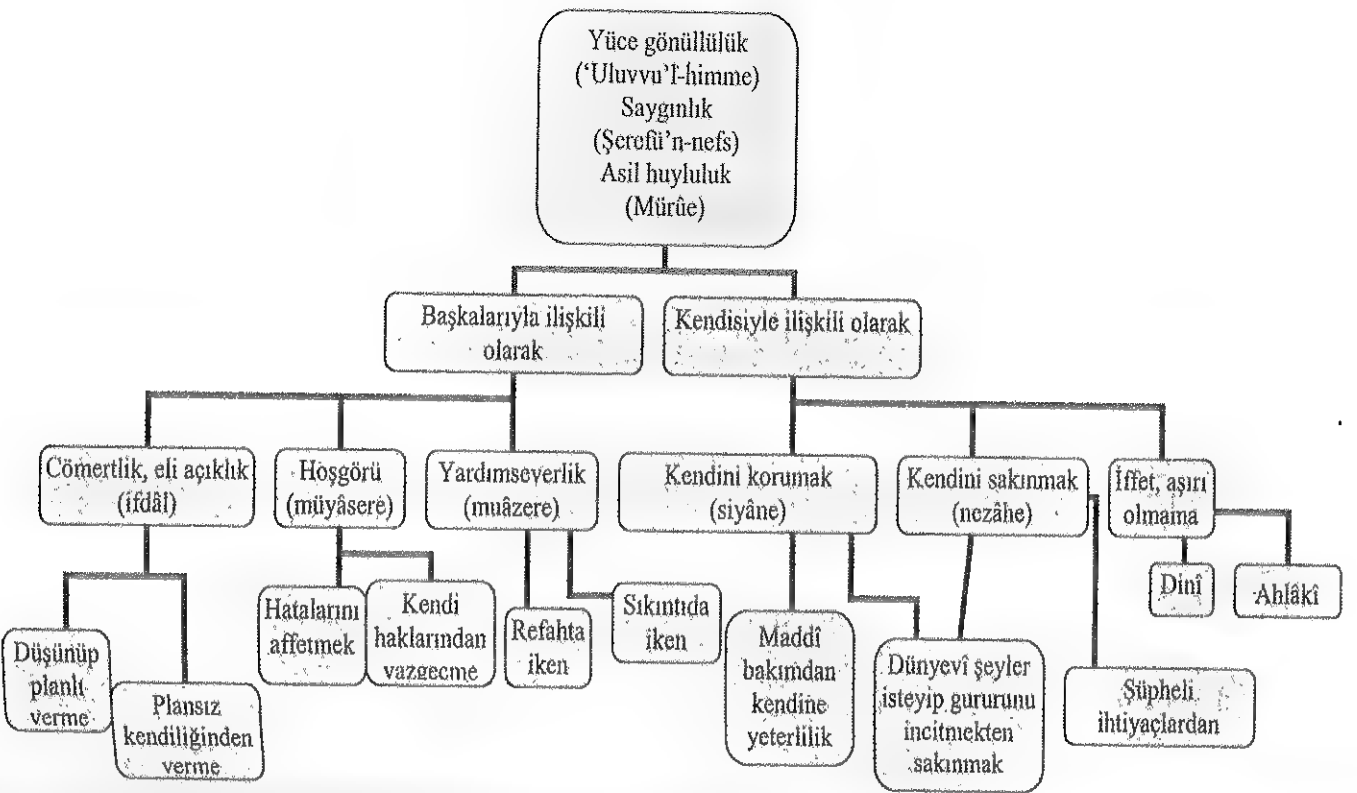 Yüce gönüllülük
(‘Uluvvu’l-himme)
Saygınlık
(Şerefü’n-nefs)
Asil huyluluk
(Mürûe)
Başkalarıyla ilişkili
olarak
Kendisiyle ilişkili olarak
Cömertlik, eli açıklık
(ifdâl)
Hoşgörü
(müyâsere)
Yardımseverlik
(muâzere)
Kendini korumak
(siyâne)
Kendini sakınmak
(nezâhe)
İffet, aşırı
olmama
Düşünüp
planlı
verme
Plansız
kendiliğinden
verme
Hatalarını
affetmek
Kendi
haklarından
vazgeçme
Refahta
iken
Sıkıntıda
iken
Maddî
bakımdan
kendine
yeterlilik
Dünyevî şeyler
isteyip gururunu
incitmekten
sakınmak
Şüpheli
ihtiyaçlardan
Dinî
Ahlâkî